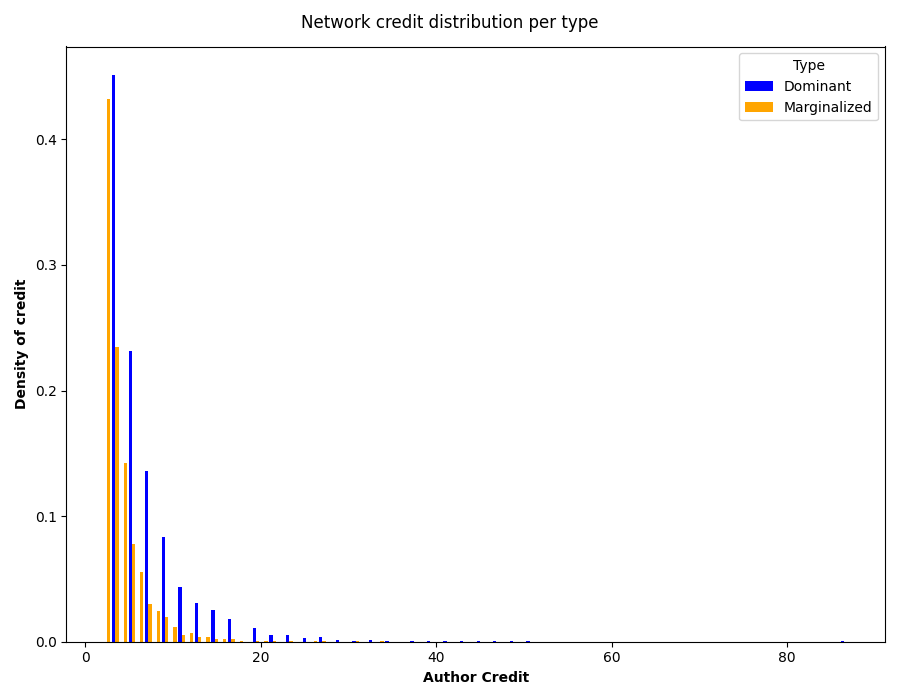 Network credit distribution per type
Type
Dominant
Marginalized
Density of credit
0.4
0.3
0.2
0.1
0.0
0
20
40
60
80
Author Credit